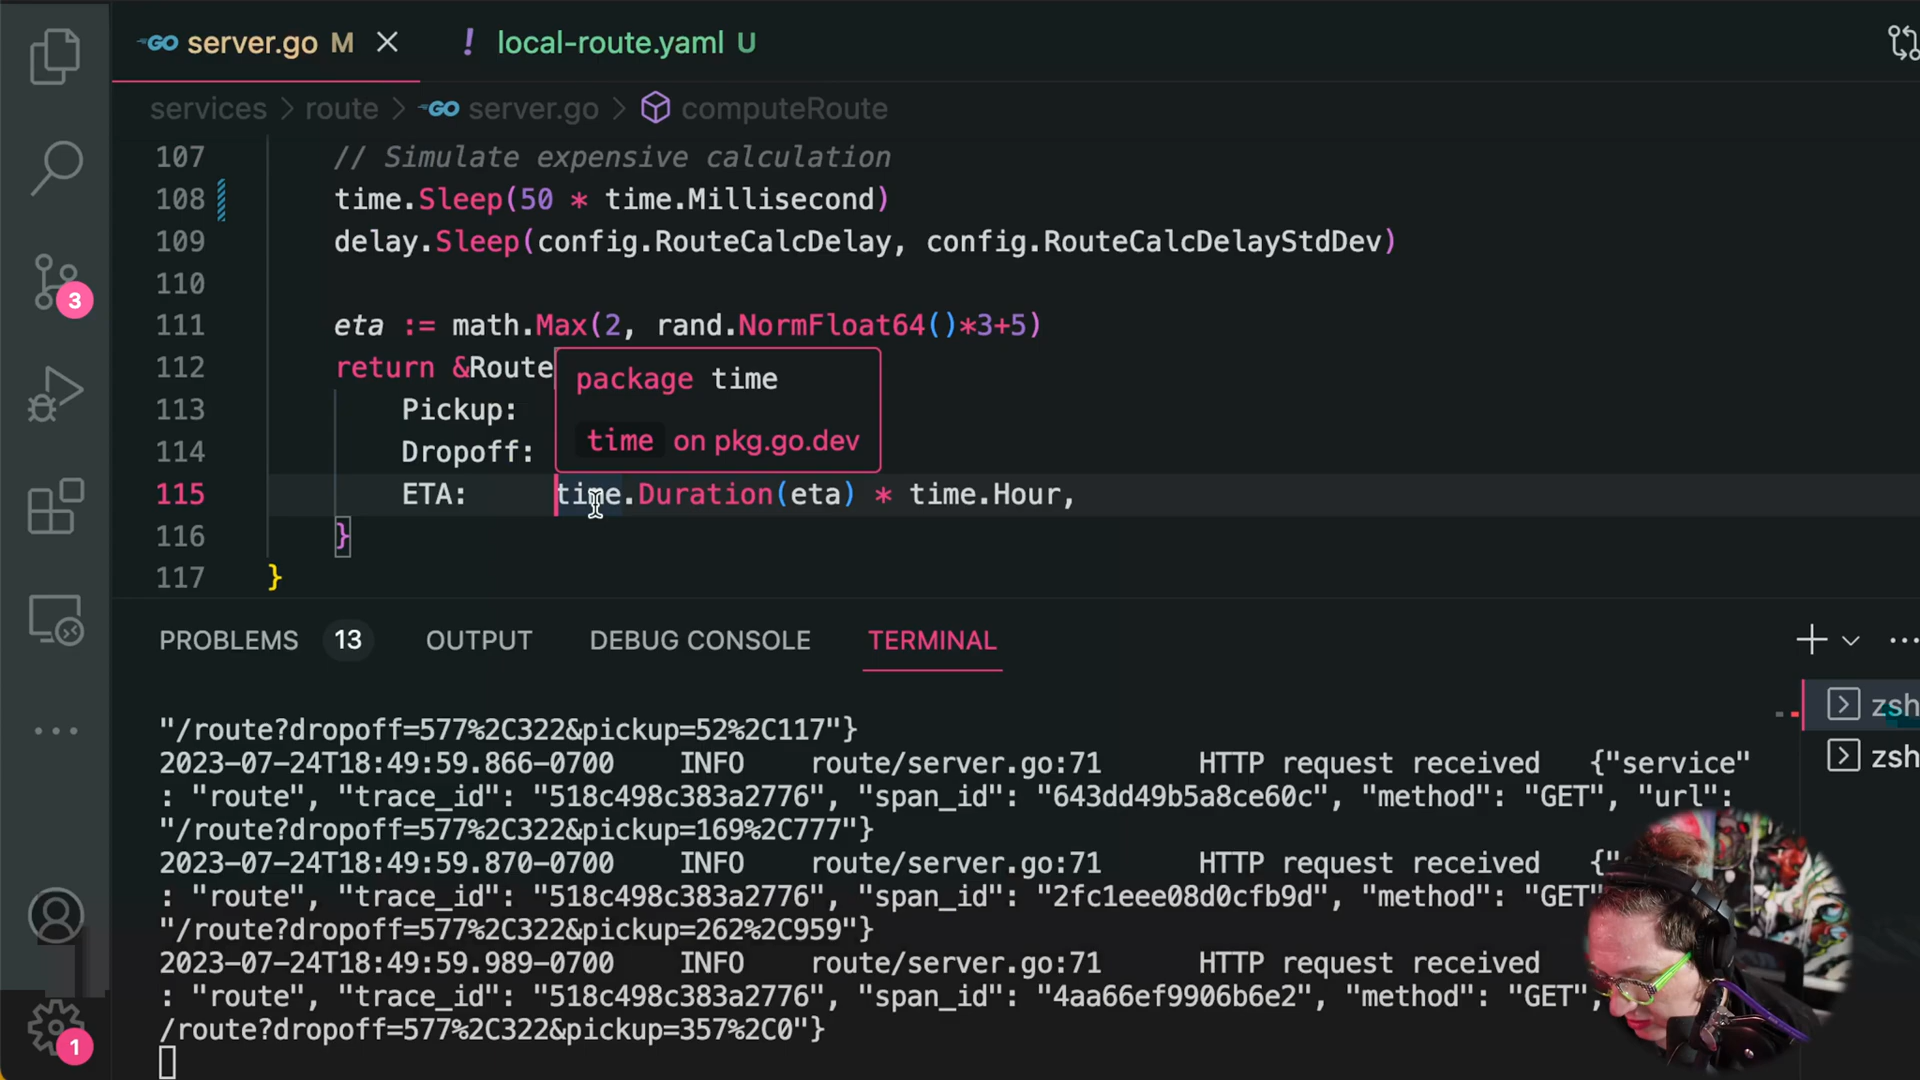 GO server.go M
! local-route.yaml U
services > route > GO server.go > computeRoute
107 // Simulate expensive calculation
108 time.Sleep(50 * time.Millisecond)
109 delay.Sleep(config.RouteCalcDelay, config.RouteCalcDelayStdDev)
110
111 eta := math.Max(2, rand.NormFloat64()*3+5)
112 return &Route
package time
113 Pickup:
time on pkg.go.dev
114 Dropoff:
115 ETA: time.Duration(eta) * time.Hour,
116 }
117 }
3
PROBLEMS 13 OUTPUT DEBUG CONSOLE TERMINAL
"/route?dropoff=577%2C322&pickup=52%2C117"}
2023-07-24T18:49:59.866-0700 INFO route/server.go:71 HTTP request received {"service"
: "route", "trace_id": "518c498c383a2776", "span_id": "643dd49b5a8ce60c", "method": "GET", "url":
"/route?dropoff=577%2C322&pickup=169%2C777"}
2023-07-24T18:49:59.870-0700 INFO route/server.go:71 HTTP request received {"
: "route", "trace_id": "518c498c383a2776", "span_id": "2fc1eee08d0cfb9d", "method": "GET"
"/route?dropoff=577%2C322&pickup=262%2C959"}
2023-07-24T18:49:59.989-0700 INFO route/server.go:71 HTTP request received
: "route", "trace_id": "518c498c383a2776", "span_id": "4aa66ef9906b6e2", "method": "GET",
/route?dropoff=577%2C322&pickup=357%2C0"}
zsh
zsh
1